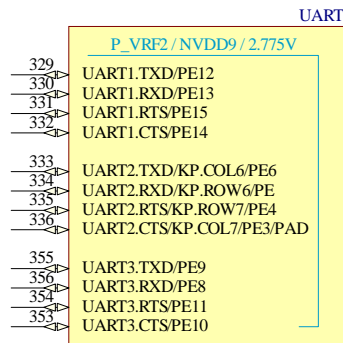 UART
P_VRF2 / NVDD9 / 2.775V
329 UART1.TXD/PE12
330 UART1.RXD/PE13
331 UART1.RTS/PE15
332 UART1.CTS/PE14
333 UART2.TXD/KP.COL6/PE6
334 UART2.RXD/KP.ROW6/PE
335 UART2.RTS/KP.ROW7/PE4
336 UART2.CTS/KP.COL7/PE3/PAD
355 UART3.TXD/PE9
356 UART3.RXD/PE8
354 UART3.RTS/PE11
353 UART3.CTS/PE10